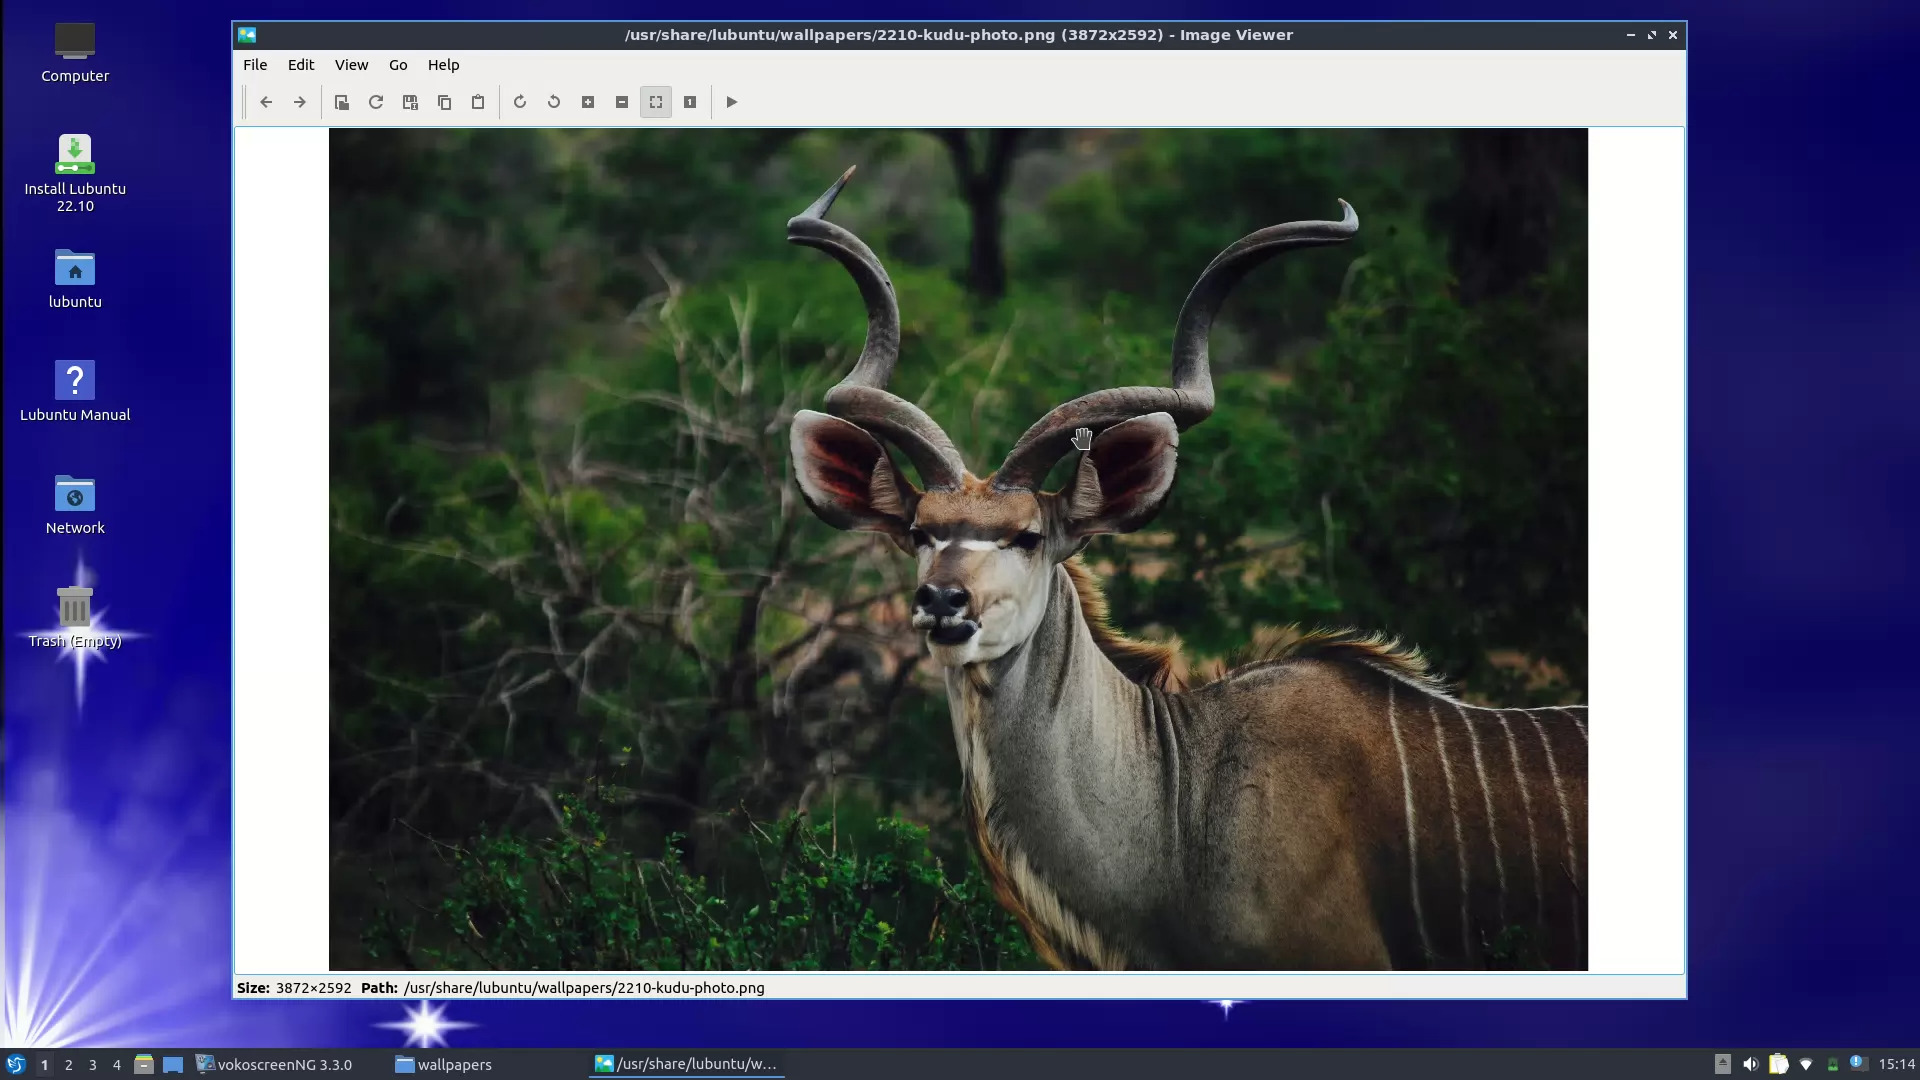 /usr/share/lubuntu/wallpapers/2210-kudu-photo.png (3872x2592) - Image Viewer
File Edit View Go Help
Computer
Install Lubuntu
22.10
lubuntu
? 
Lubuntu Manual
Network
Trash (Empty)
Size: 3872×2592 Path: /usr/share/lubuntu/wallpapers/2210-kudu-photo.png
1 2 3 4 vokoscreenNG 3.3.0 wallpapers /usr/share/lubuntu/w... 15:14